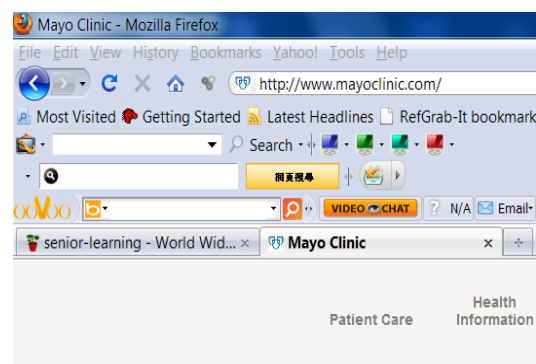 Mayo Clinic - Mozilla Firefox
File Edit View History Bookmarks Yahoo! Tools Help
http://www.mayoclinic.com/
Most Visited Getting Started Latest Headlines RefGrab-It bookmark
Search
網頁搜尋
ooVoo b VIDEO CHAT ? N/A Email
senior-learning - World Wid... × Mayo Clinic ×
Health
Patient Care Information